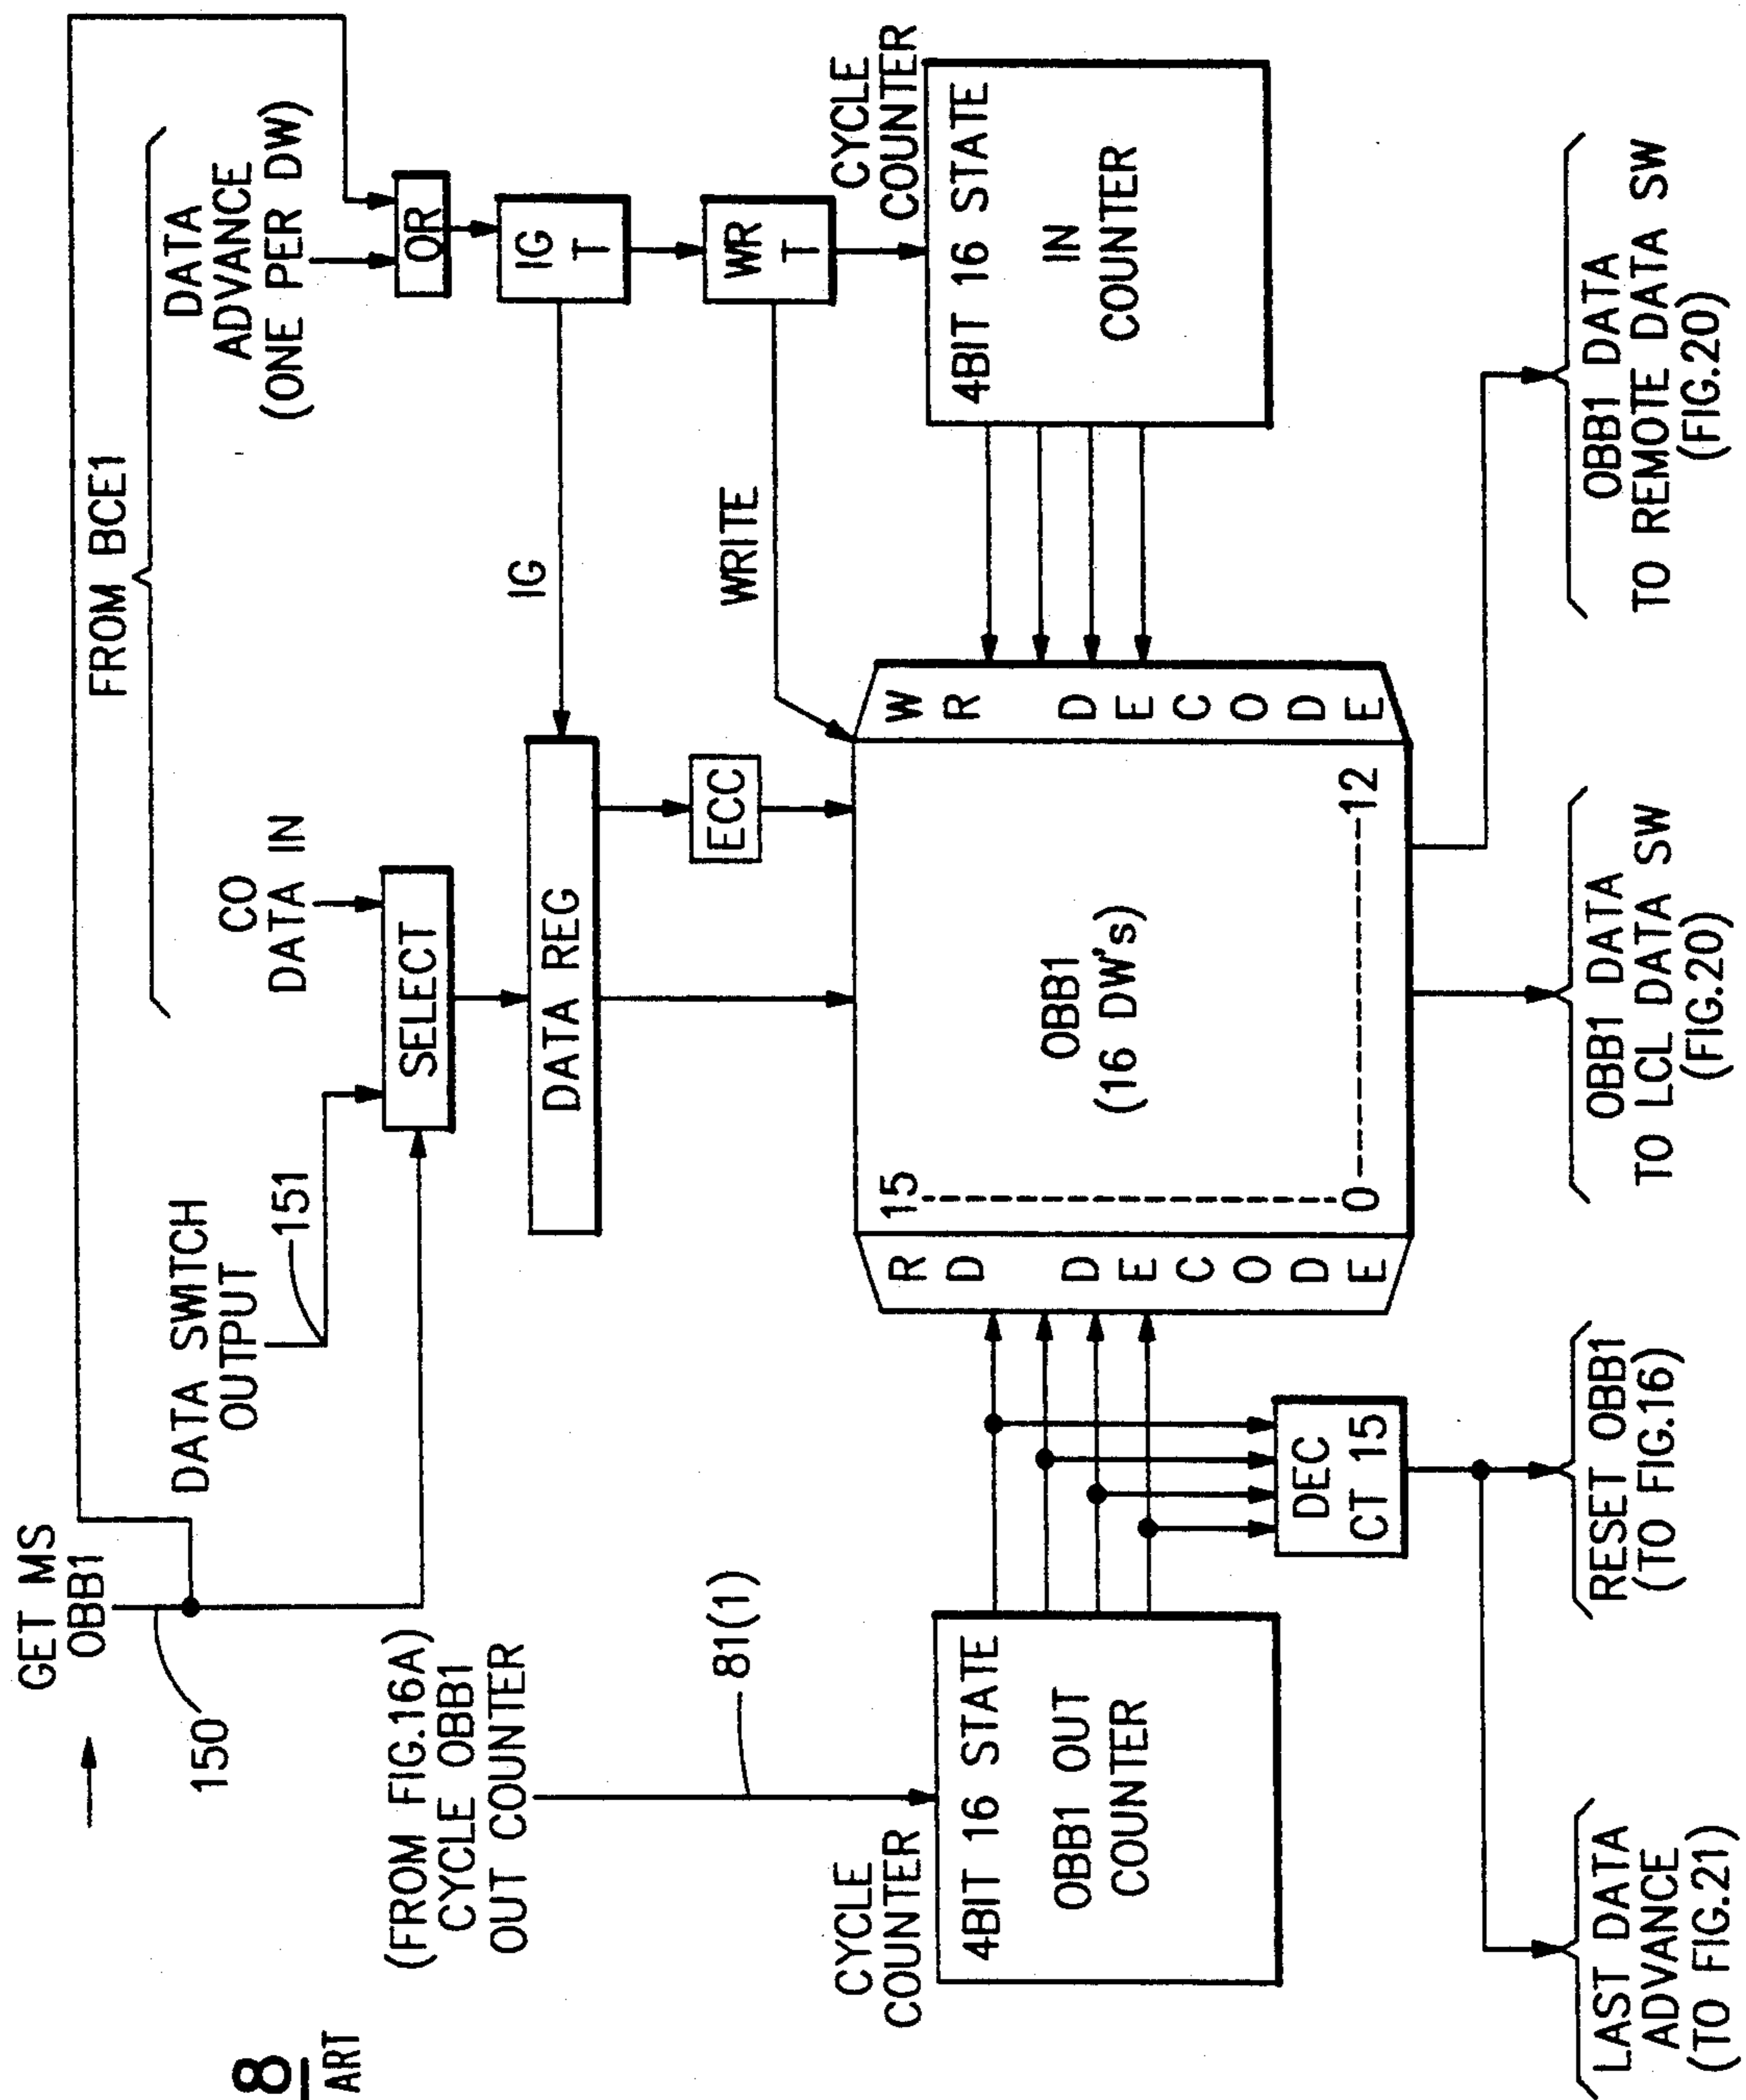 GET MS
OBB1
150
DATA SWITCH
OUTPUT
151
CO
DATA IN
FROM BCE1
DATA
ADVANCE
(ONE PER DW)
SELECT
OR
IG
T
WR
T
IG
WRITE
DATA REG
ECC
(FROM FIG.16A)
CYCLE OBB1
OUT COUNTER
81(1)
CYCLE
COUNTER
4BIT 16 STATE
OBB1 OUT
COUNTER
RD DECODE
15
OBB1
(16 DW's)
0
12
WR DECODE
CYCLE
COUNTER
4BIT 16 STATE
IN
COUNTER
DEC
CT 15
LAST DATA
ADVANCE
(TO FIG.21)
RESET OBB1
(TO FIG.16)
OBB1 DATA
TO LCL DATA SW
(FIG.20)
OBB1 DATA
TO REMOTE DATA SW
(FIG.20)
8
ART